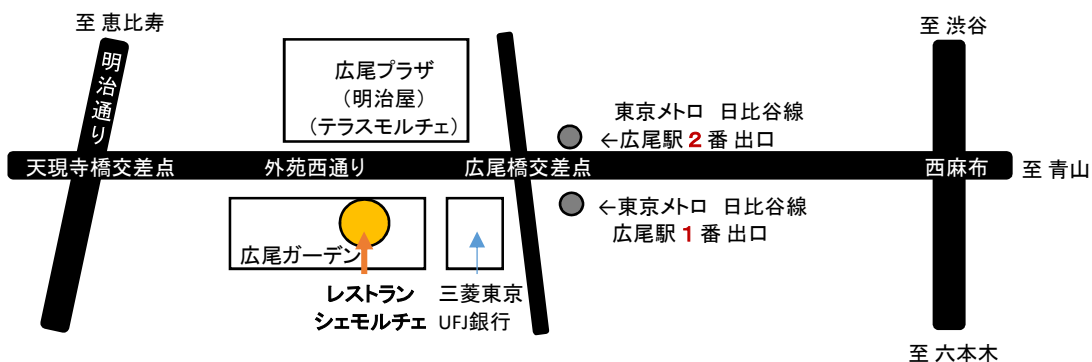 至 恵比寿
明治通り
広尾プラザ
（明治屋）
（テラスモルチェ）
東京メトロ 日比谷線
←広尾駅 2 番 出口
至 渋谷
天現寺橋交差点
外苑西通り
広尾橋交差点
西麻布
至 青山
←東京メトロ 日比谷線
広尾駅 1 番 出口
広尾ガーデン
レストラン
シェモルチェ
三菱東京
UFJ銀行
至 六本木